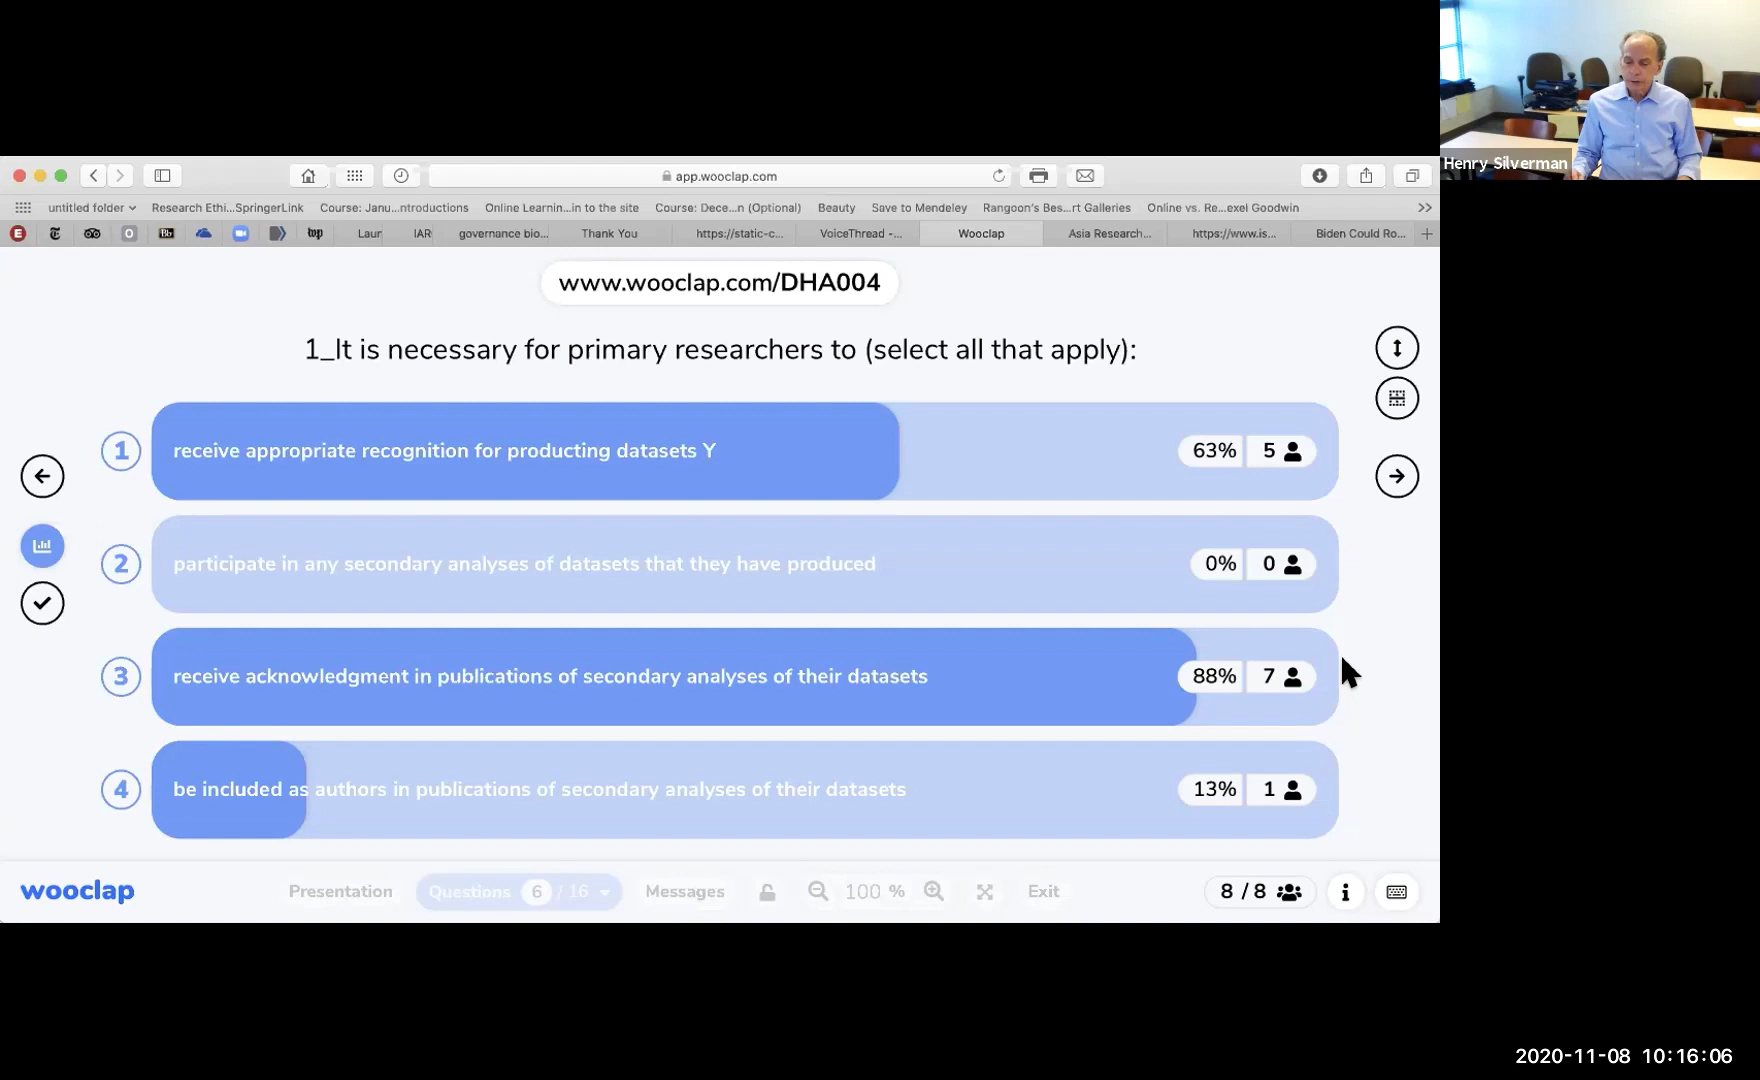 Henry Silverman
app.wooclap.com
untitled folder
Research Ethi...SpringerLink
Course: Janu...ntroductions
Online Learnin...in to the site
Course: Dece...n (Optional)
Beauty
Save to Mendeley
Rangoon's Bes...rt Galleries
Online vs. Re...exel Goodwin
E
O
Bb
wp
Laur
IAR
governance bio...
Thank You
https://static-c...
VoiceThread -...
Wooclap
Asia Research...
https://www.is...
Biden Could Ro...
www.wooclap.com/DHA004
1_It is necessary for primary researchers to (select all that apply):
1
receive appropriate recognition for producting datasets Y
63% 5
2
participate in any secondary analyses of datasets that they have produced
0% 0
3
receive acknowledgment in publications of secondary analyses of their datasets
88% 7
4
be included as authors in publications of secondary analyses of their datasets
13% 1
wooclap
Presentation
Questions 6 / 16
Messages
100 %
Exit
8 / 8
2020-11-08 10:16:06